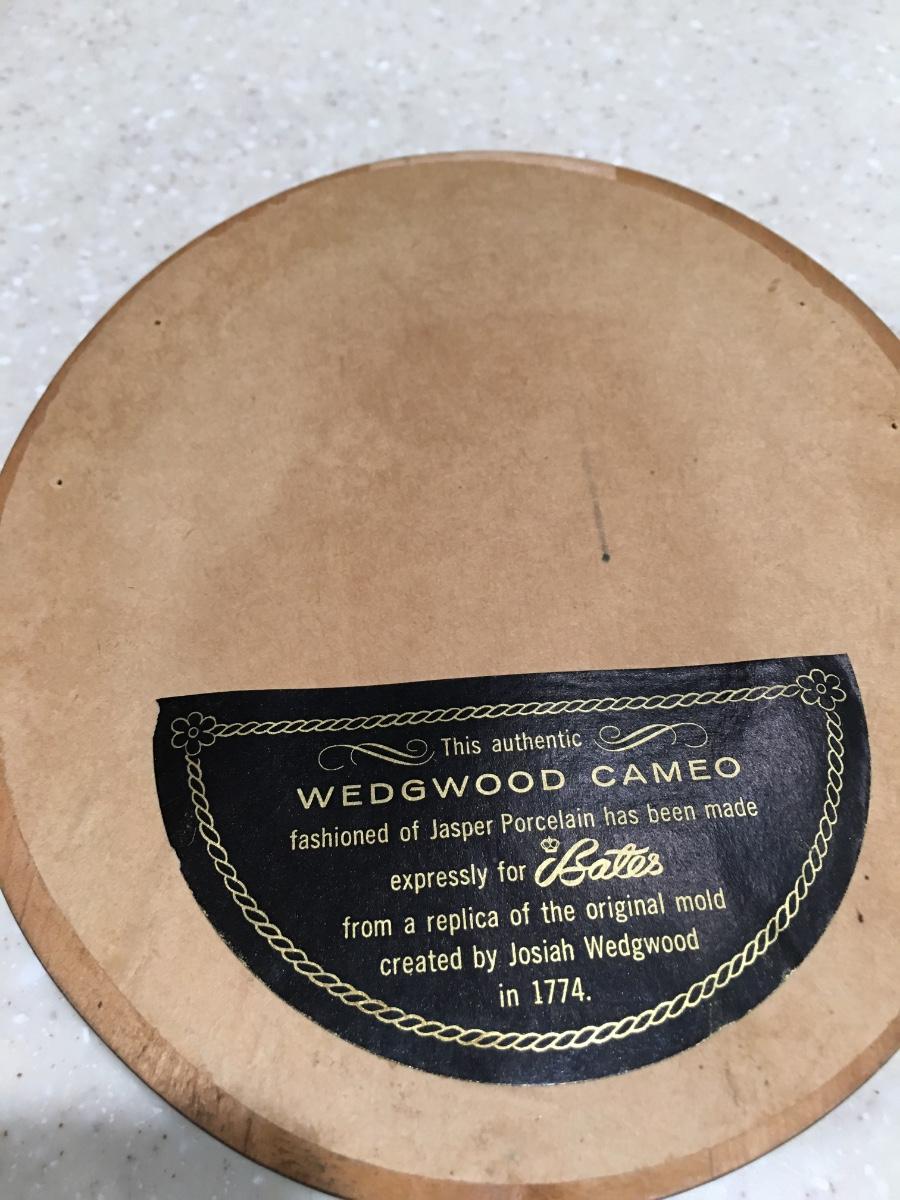 This authentic
WEDGWOOD CAMEO
fashioned of Jasper Porcelain has been made
expressly for Bates
from a replica of the original mold
created by Josiah Wedgwood
in 1774.